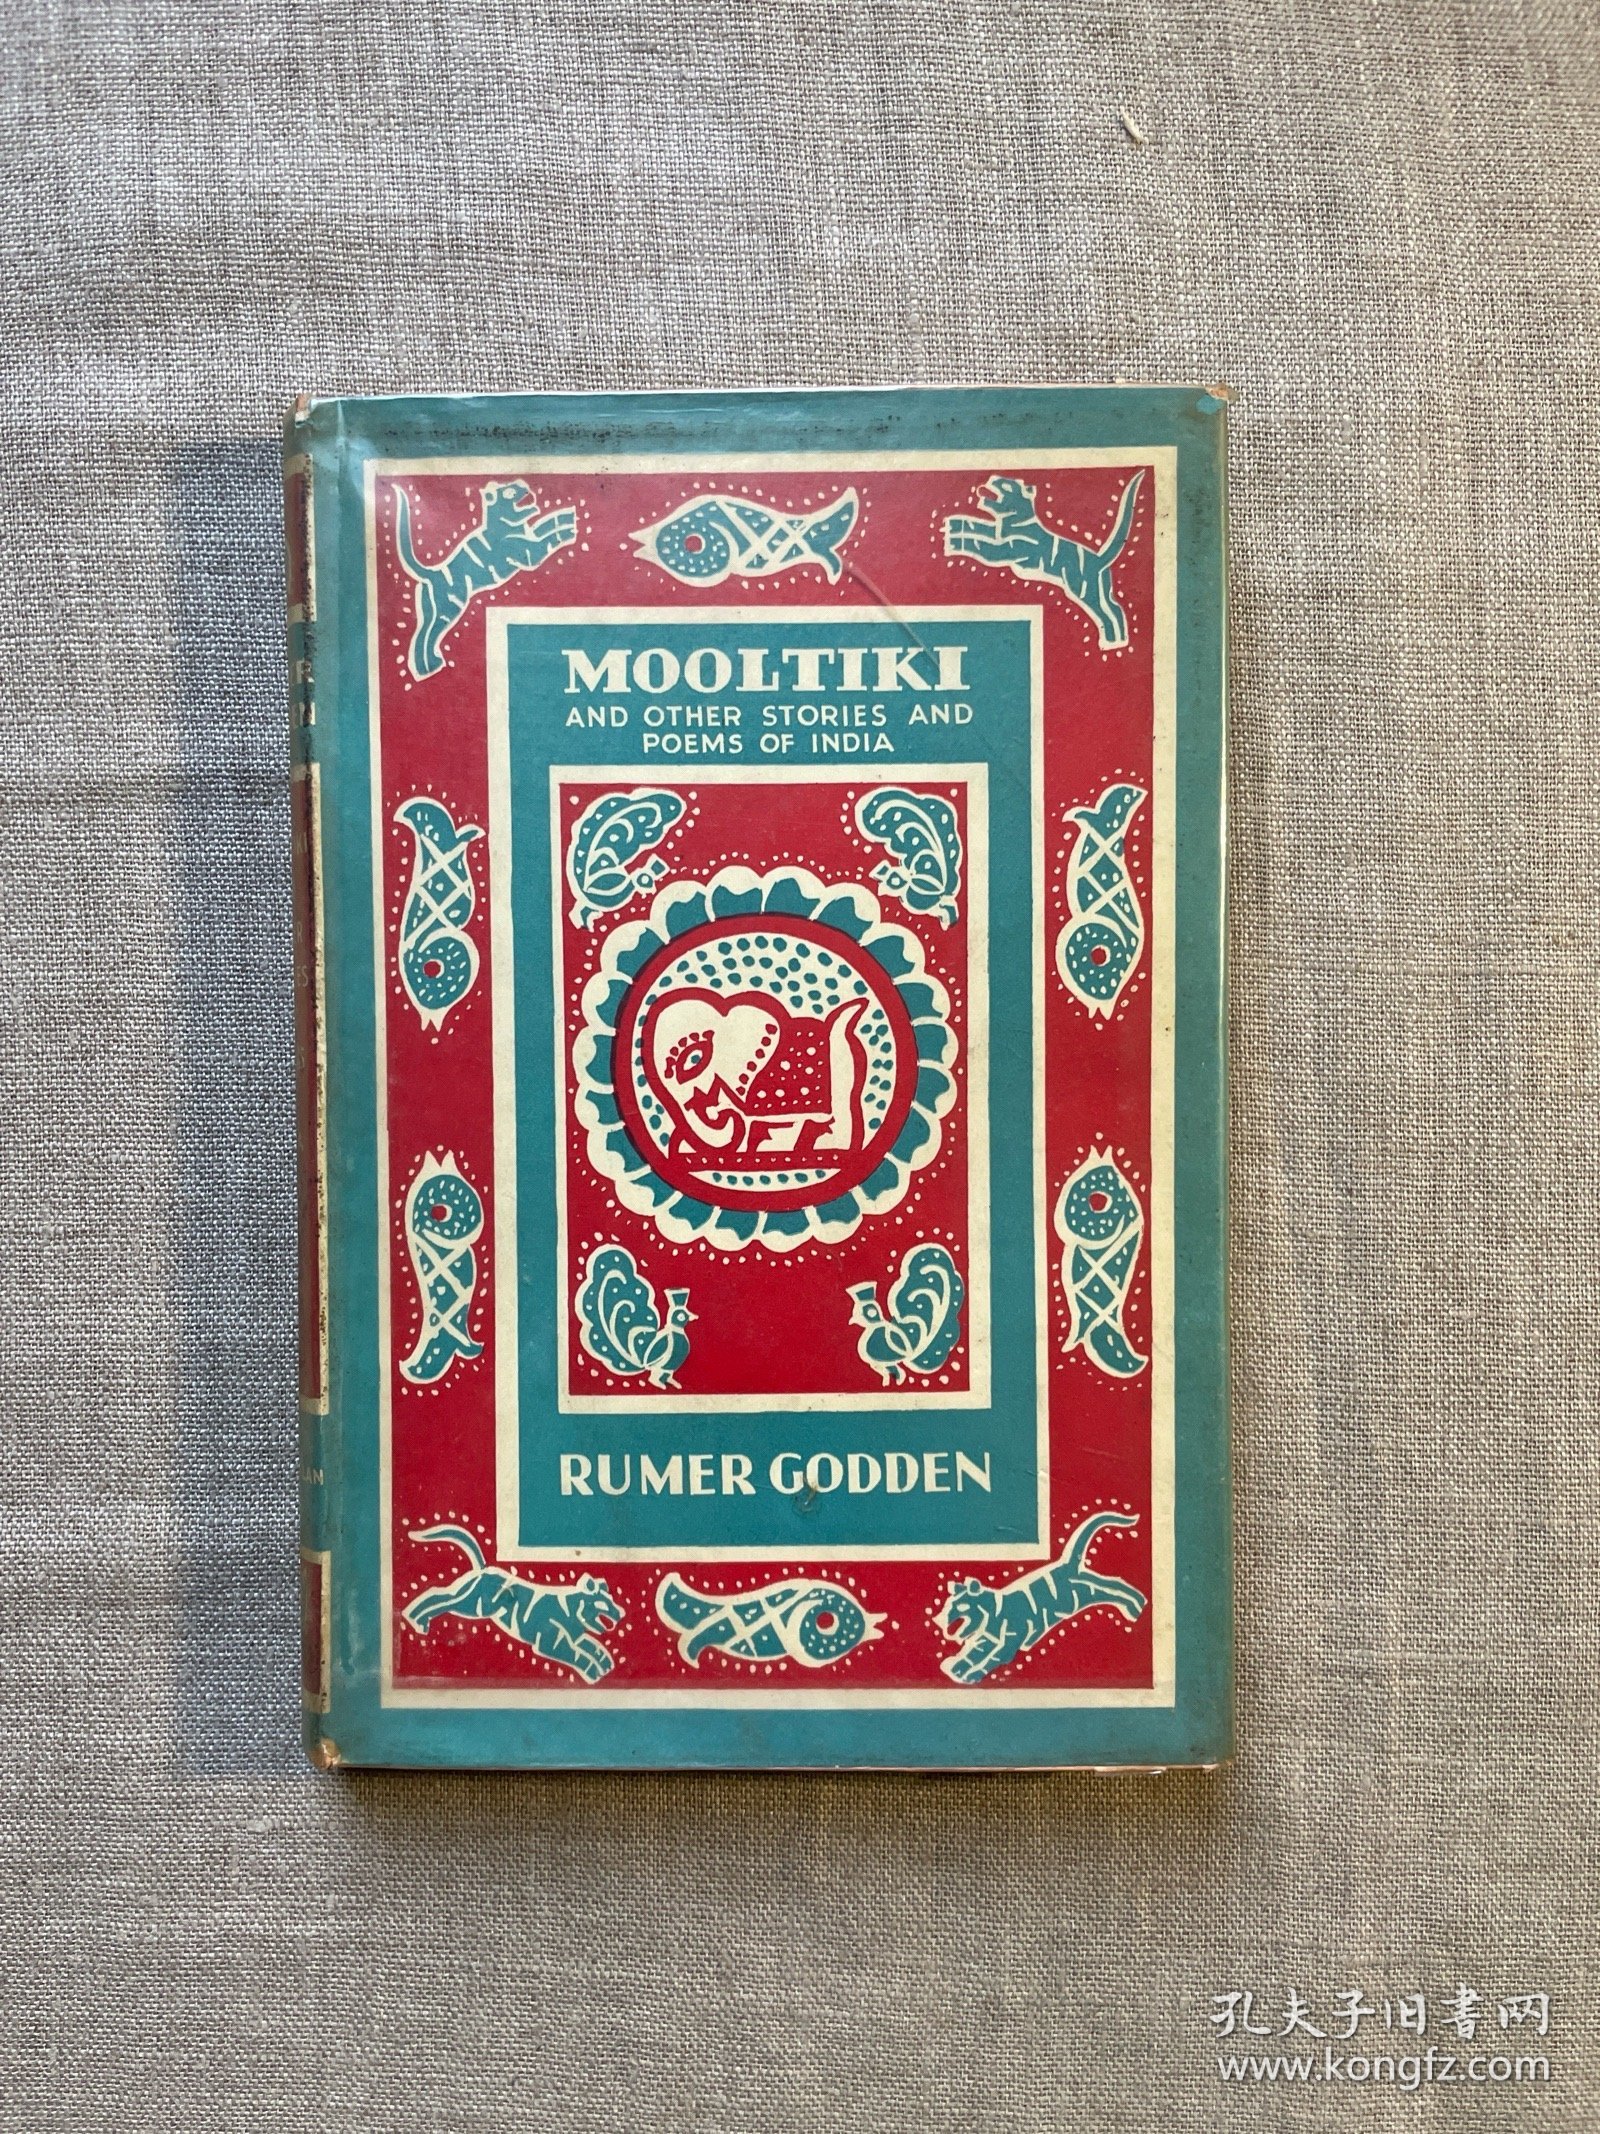 MOOLTIKI
AND OTHER STORIES AND
POEMS OF INDIA
RUMER GODDEN
孔夫子旧书网
www.kongfz.com